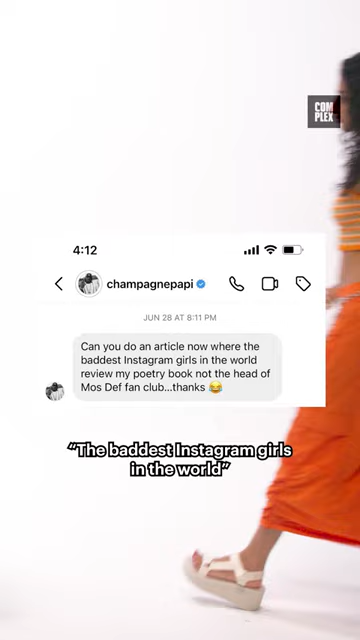 COM
PLEX
4:12
champagnepapi
JUN 28 AT 8:11 PM
Can you do an article now where the
baddest Instagram girls in the world
review my poetry book not the head of
Mos Def fan club...thanks 😂
“The baddest Instagram girls
in the world”